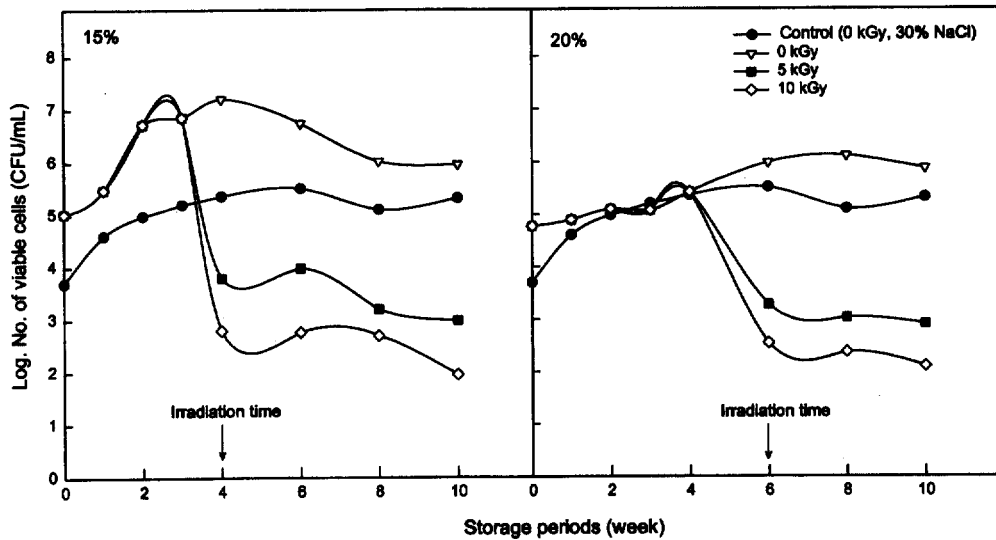 15%
20%
Control (0 kGy, 30% NaCl)
0 kGy
5 kGy
10 kGy
Log. No. of viable cells (CFU/mL)
8
7
6
5
4
3
2
1
0
Irradiation time
Irradiation time
0 2 4 6 8 10
0 2 4 6 8 10
Storage periods (week)